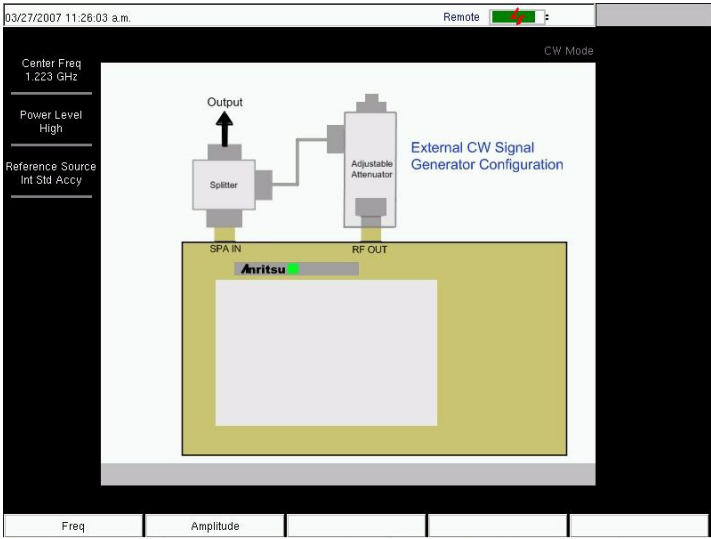 03/27/2007 11:26:03 a.m.
Remote
CW Mode
Center Freq
1.223 GHz
Power Level
High
Reference Source
Int Std Accy
Output
Splitter
Adjustable
Attenuator
External CW Signal
Generator Configuration
SPA IN
RF OUT
Anritsu
Freq
Amplitude